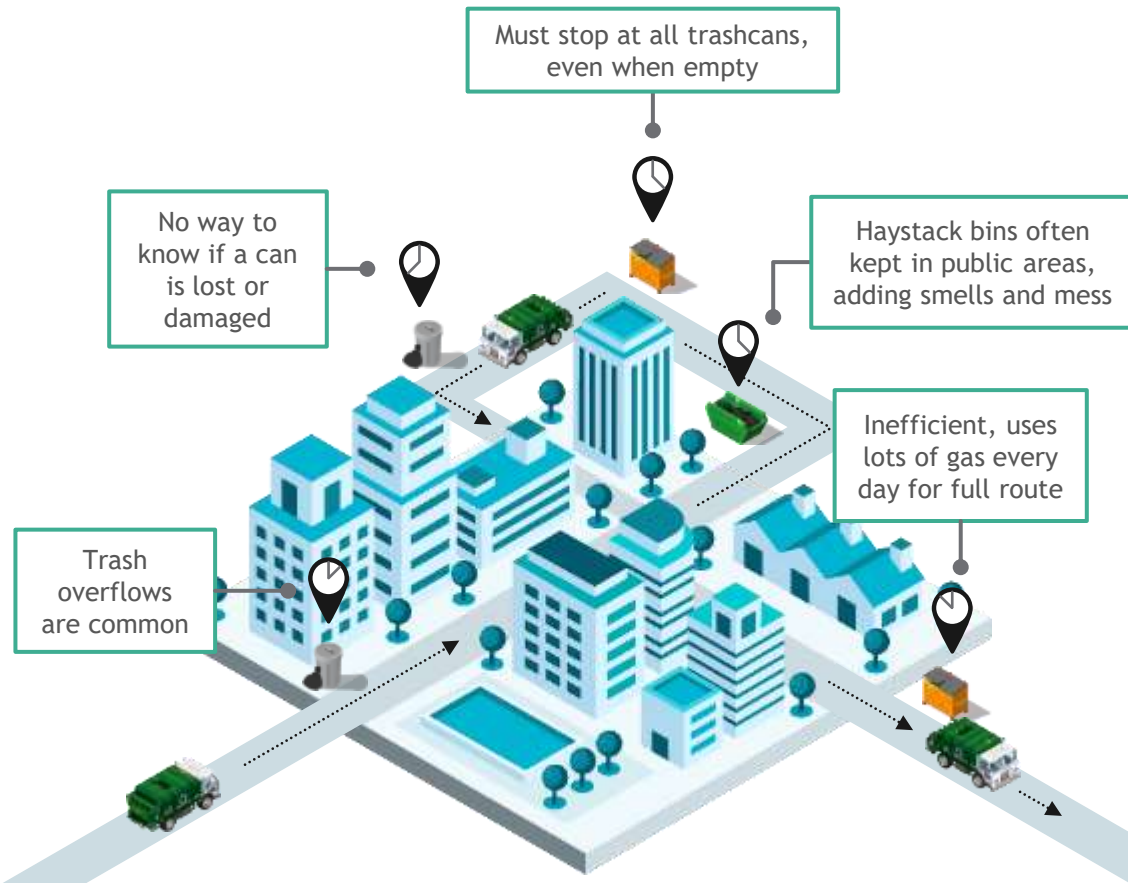 Must stop at all trashcans,
even when empty
No way to
know if a can
is lost or
damaged
Haystack bins often
kept in public areas,
adding smells and mess
Inefficient, uses
lots of gas every
day for full route
Trash
overflows
are common